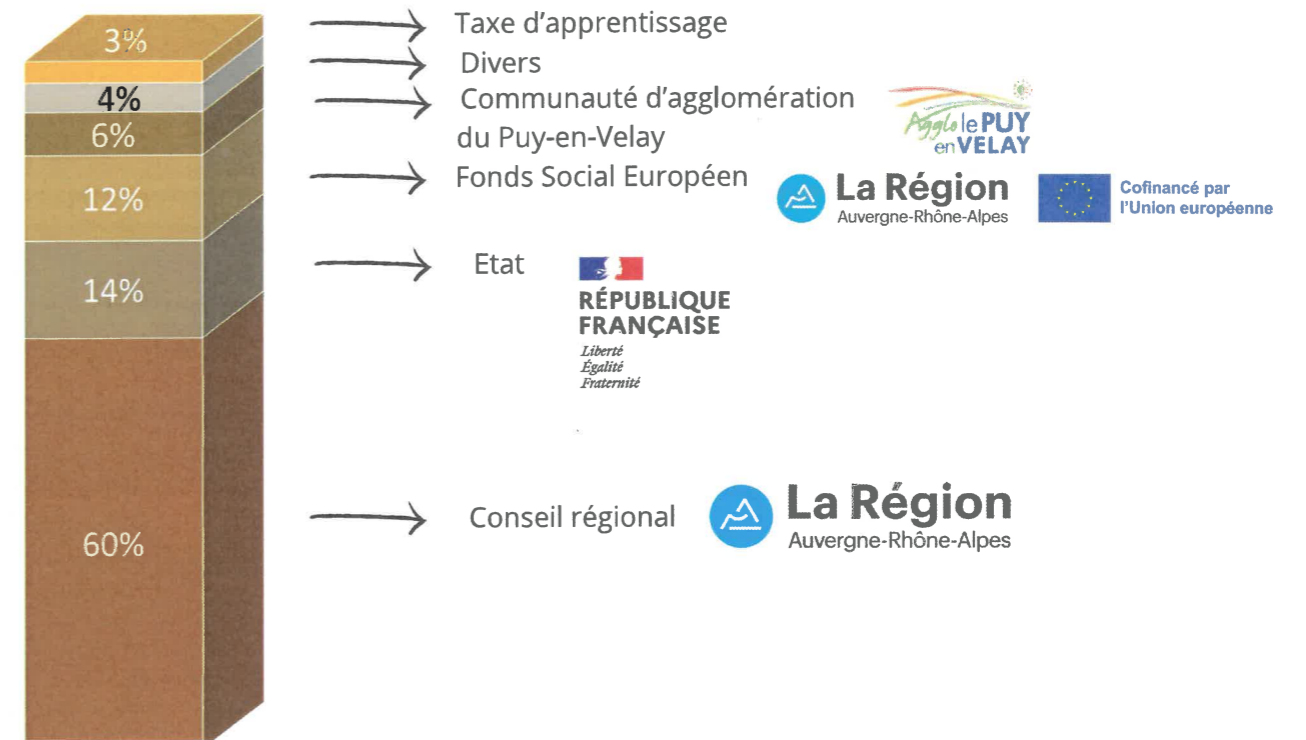 3%
Taxe d'apprentissage
Divers
4%
Communauté d'agglomération
du Puy-en-Velay
Agglo le PUY
en VELAY
6%
Fonds Social Européen
La Région
Auvergne-Rhône-Alpes
Cofinancé par
l'Union européenne
12%
Etat
RÉPUBLIQUE
FRANÇAISE
Liberté
Égalité
Fraternité
14%
Conseil régional
La Région
Auvergne-Rhône-Alpes
60%